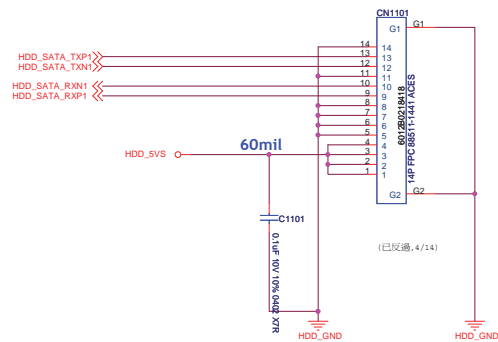 CN1101
G1
G1
14
14
HDD_SATA_TXP1
13
13
HDD_SATA_TXN1
12
12
11
11
HDD_SATA_RXN1
10
10
HDD_SATA_RXP1
9
9
8
8
7
7
6
6
5
5
60mil
4
4
HDD_5VS
3
3
2
2
1
1
G2
G2
6012B0218418
14P FPC 88511-1441 ACES
C1101
0.1uF 10V 10% 0402 X7R
(已反過,4/14)
HDD_GND
HDD_GND